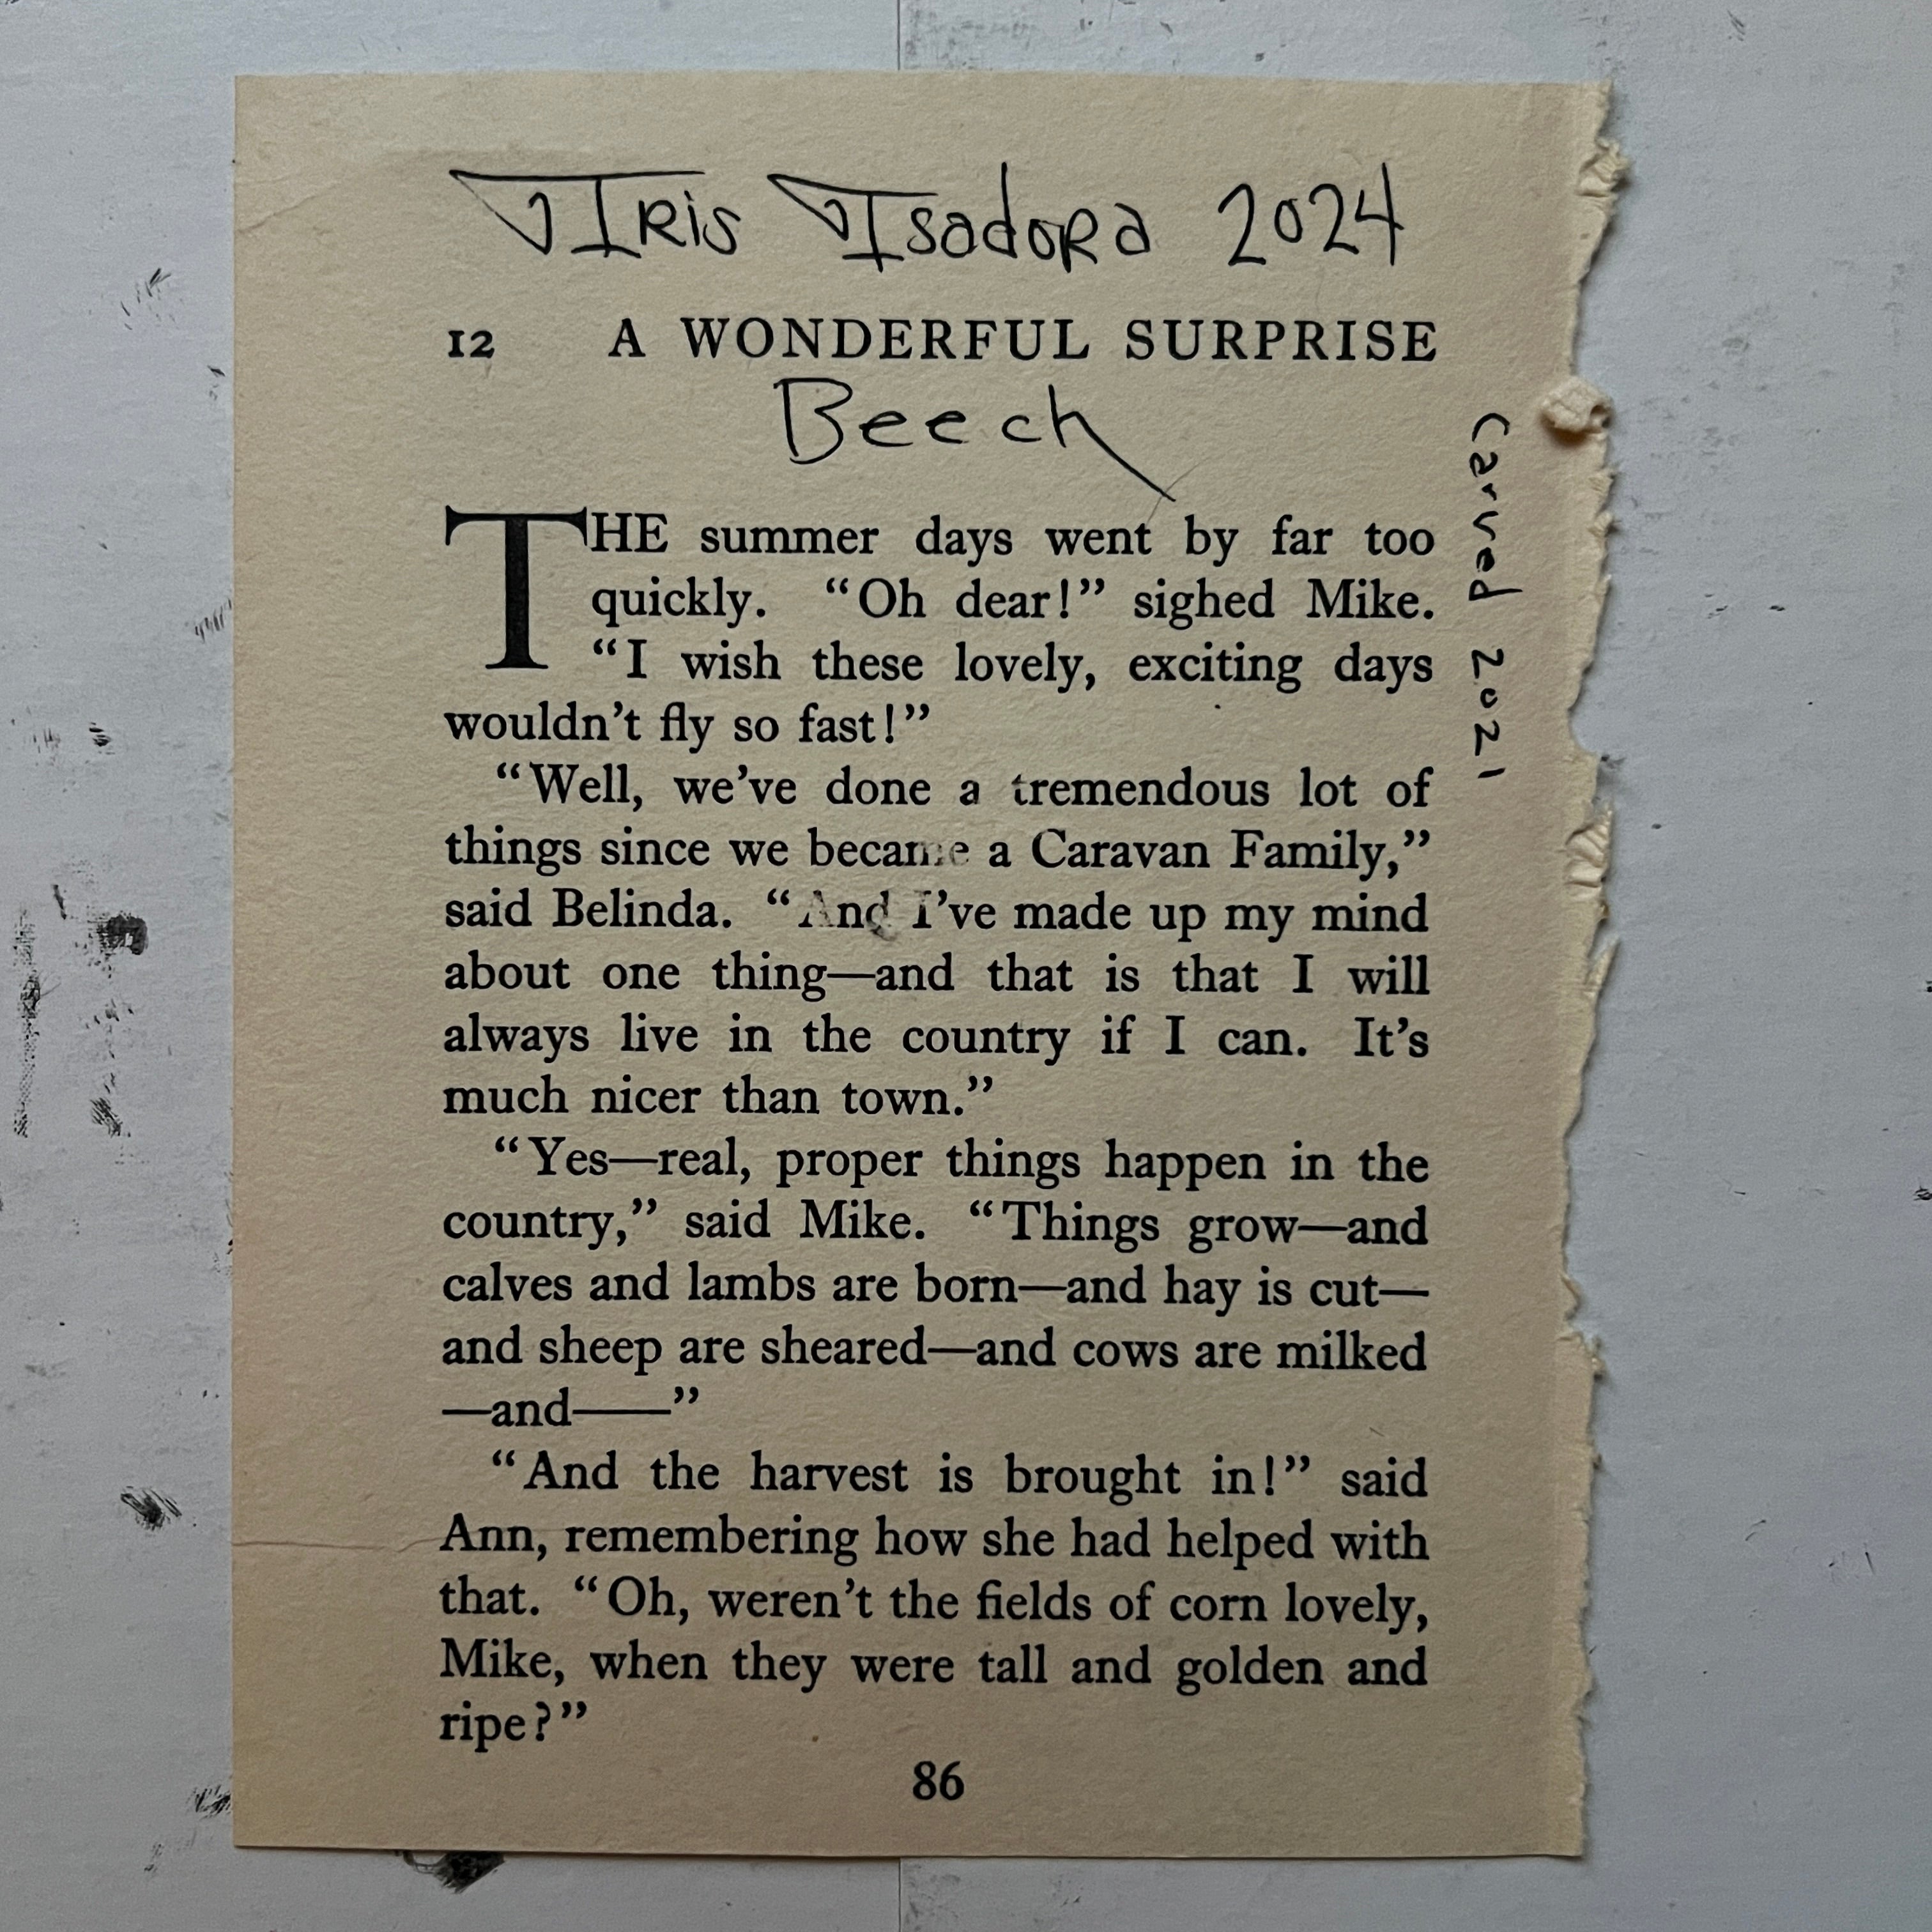 Iris Isadora 2024
12 A WONDERFUL SURPRISE
Beech
THE summer days went by far too
quickly. “Oh dear!” sighed Mike.
“I wish these lovely, exciting days
wouldn’t fly so fast!”
“Well, we’ve done a tremendous lot of
things since we became a Caravan Family,”
said Belinda. “And I’ve made up my mind
about one thing—and that is that I will
always live in the country if I can. It’s
much nicer than town.”
“Yes—real, proper things happen in the
country,” said Mike. “Things grow—and
calves and lambs are born—and hay is cut—
and sheep are sheared—and cows are milked
—and——”
“And the harvest is brought in!” said
Ann, remembering how she had helped with
that. “Oh, weren’t the fields of corn lovely,
Mike, when they were tall and golden and
ripe?”
86
Carved 2021